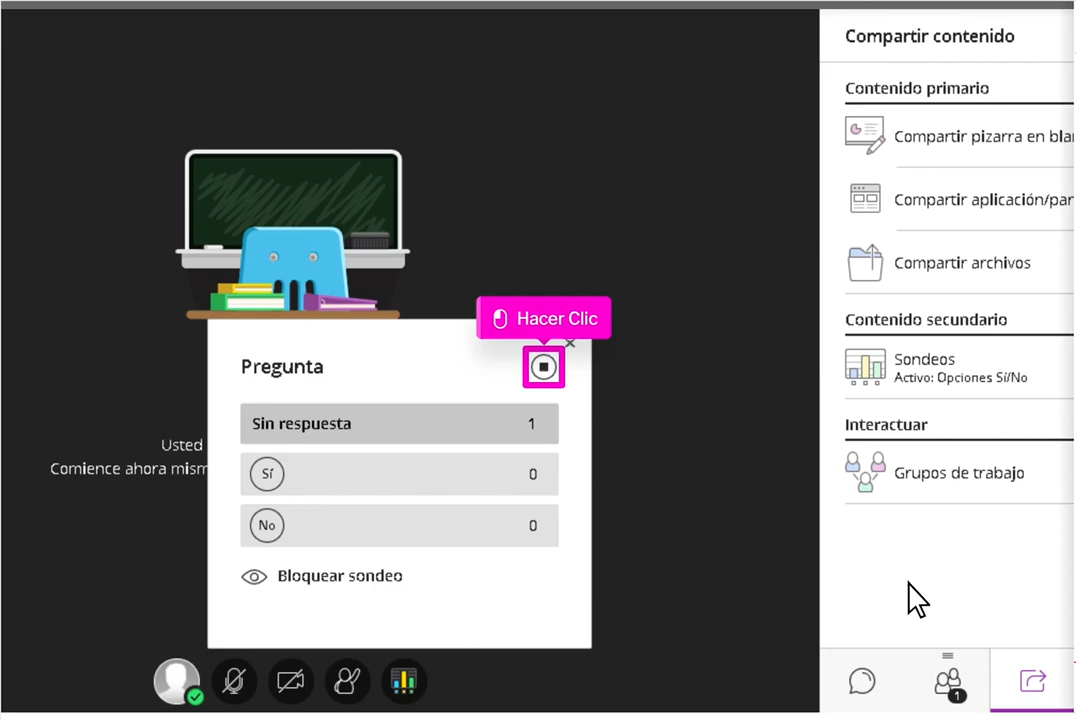 Compartir contenido
Contenido primario
Compartir pizarra en bla
Compartir aplicación/par
Compartir archivos
Contenido secundario
Sondeos
Activo: Opciones Sí/No
Interactuar
Grupos de trabajo
Hacer Clic
Pregunta
Sin respuesta 1
Sí 0
No 0
Bloquear sondeo
Usted
Comience ahora mism
1